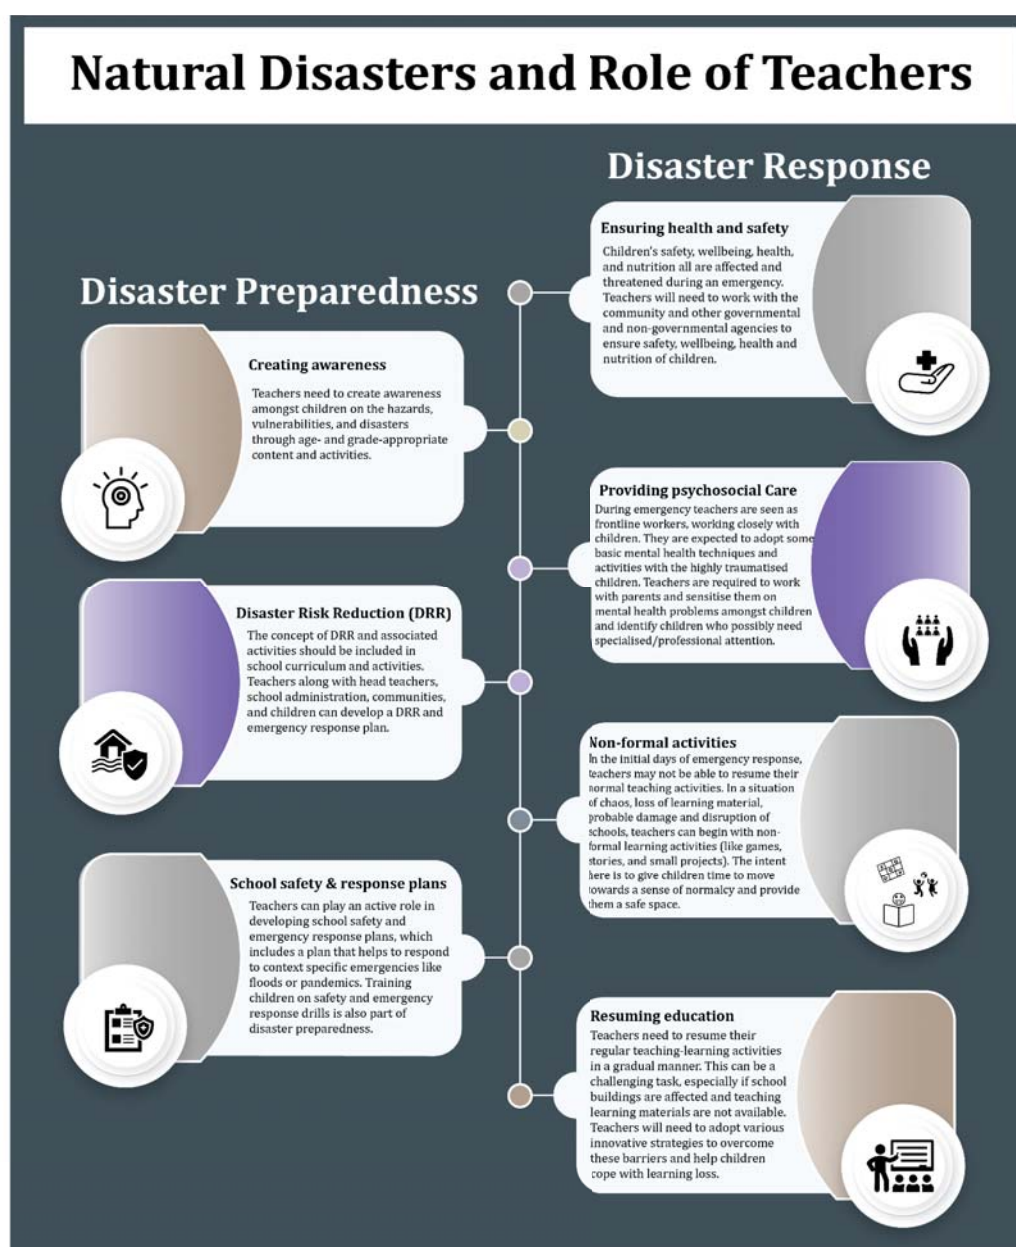 Natural Disasters and Role of Teachers
Disaster Preparedness
Creating awareness
Teachers need to create awareness
amongst children on the hazards,
vulnerabilities, and disasters
through age- and grade-appropriate
content and activities.
Disaster Risk Reduction (DRR)
The concept of DRR and associated
activities should be included in
school curriculum and activities.
Teachers along with head teachers,
school administration, communities,
and children can develop a DRR and
emergency response plan.
School safety & response plans
Teachers can play an active role in
developing school safety and
emergency response plans, which
includes a plan that helps to respond
to context specific emergencies like
floods or pandemics. Training
children on safety and emergency
response drills is also part of
disaster preparedness.
Disaster Response
Ensuring health and safety
Children's safety, wellbeing, health,
and nutrition all are affected and
threatened during an emergency.
Teachers will need to work with the
community and other governmental
and non-governmental agencies to
ensure safety, wellbeing, health and
nutrition of children.
Providing psychosocial Care
During emergency teachers are seen as
frontline workers, working closely with
children. They are expected to adopt some
basic mental health techniques and
activities with the highly traumatised
children. Teachers are required to work
with parents and sensitise them on
mental health problems amongst children
and identify children who possibly need
specialised/professional attention.
Non-formal activities
In the initial days of emergency response,
teachers may not be able to resume their
normal teaching activities. In a situation
of chaos, loss of learning material,
probable damage and disruption of
schools, teachers can begin with non-
formal learning activities (like games,
stories, and small projects). The intent
here is to give children time to move
towards a sense of normalcy and provide
them a safe space.
Resuming education
Teachers need to resume their
regular teaching-learning activities
in a gradual manner. This can be a
challenging task, especially if school
buildings are affected and teaching
learning materials are not available.
Teachers will need to adopt various
innovative strategies to overcome
these barriers and help children
cope with learning loss.